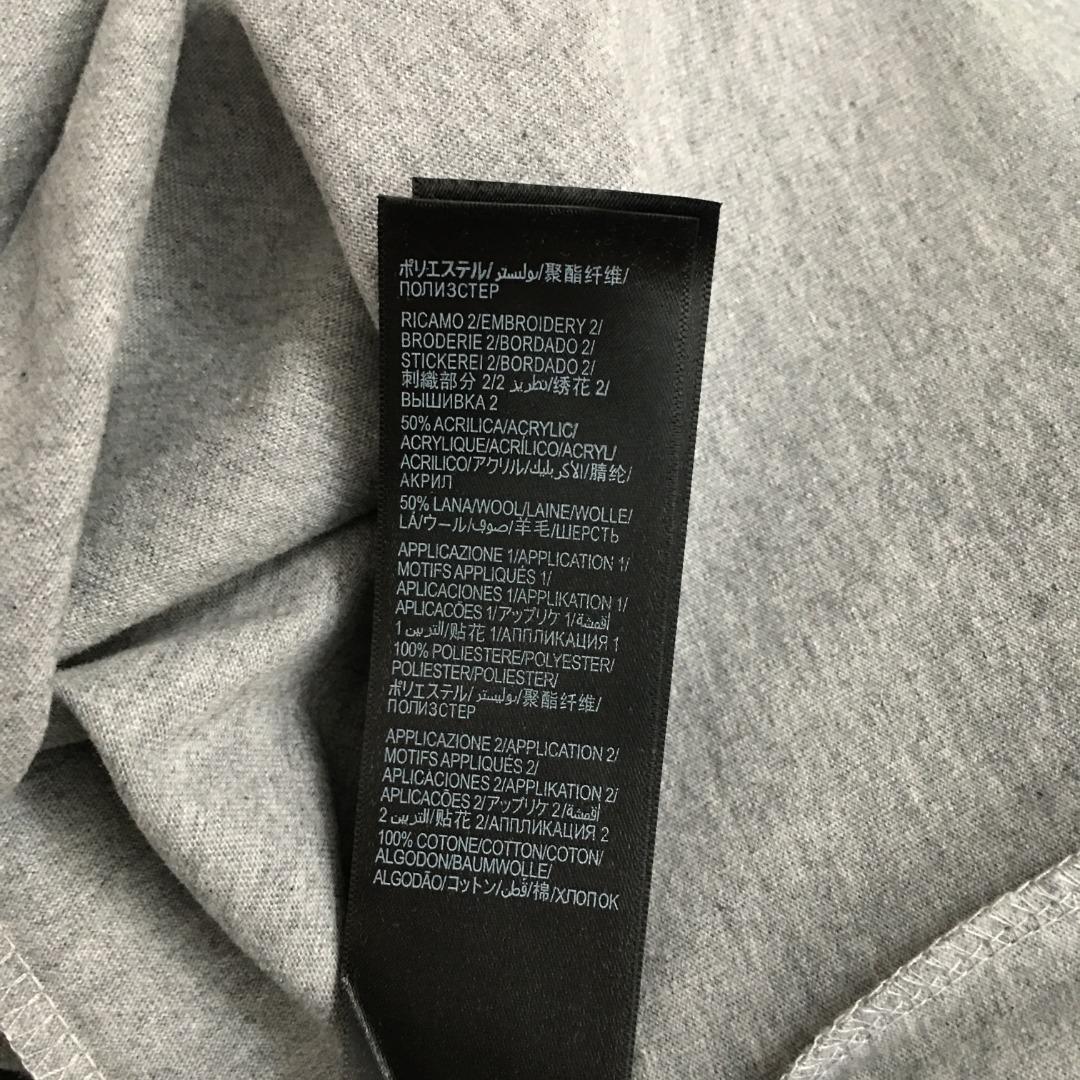 ポリエステル/بوليستر/聚酯纤维/
ПОЛИЗСТЕР
RICAMO 2/EMBROIDERY 2/
BRODERIE 2/BORDADO 2/
STICKEREI 2/BORDADO 2/
刺織部分 2/2 تطريز/绣花 2/
ВЫШИВКА 2
50% ACRILICA/ACRYLIC/
ACRYLIQUE/ACRÍLICO/ACRYL/
ACRILICO/アクリル/الأكريليك/腈纶/
АКРИЛ
50% LANA/WOOL/LAINE/WOLLE/
LÁ/ウール/صوف/羊毛/ШЕРСТЬ
APPLICAZIONE 1/APPLICATION 1/
MOTIFS APPLIQUÉS 1/
APLICACIONES 1/APPLIKATION 1/
APLICACÕES 1/アップリケ 1/أقمشة
التزيين 1/贴花 1/АППЛИКАЦИЯ 1
100% POLIESTERE/POLYESTER/
POLIESTER/POLIESTER/
ポリエステル/بوليستر/聚酯纤维/
ПОЛИЗСТЕР
APPLICAZIONE 2/APPLICATION 2/
MOTIFS APPLIQUÉS 2/
APLICACIONES 2/APPLIKATION 2/
APLICACÕES 2/アップリケ 2/أقمشة
التزيين 2/贴花 2/АППЛИКАЦИЯ 2
100% COTONE/COTTON/COTON/
ALGODON/BAUMWOLLE/
ALGODÃO/コットン/قطن/棉/ХЛОПОК